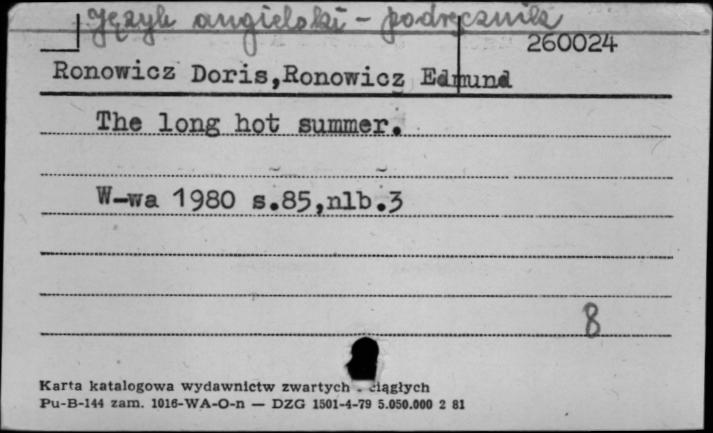 Język angielski - podręcznik
260024
Ronowicz Doris,Ronowicz Edmund
The long hot summer.
W-wa 1980 s.85,nlb.3
8
Karta katalogowa wydawnictw zwartych ciągłych
Pu-B-144 zam. 1016-WA-O-n — DZG 1501-4-79 5.050.000 2 81